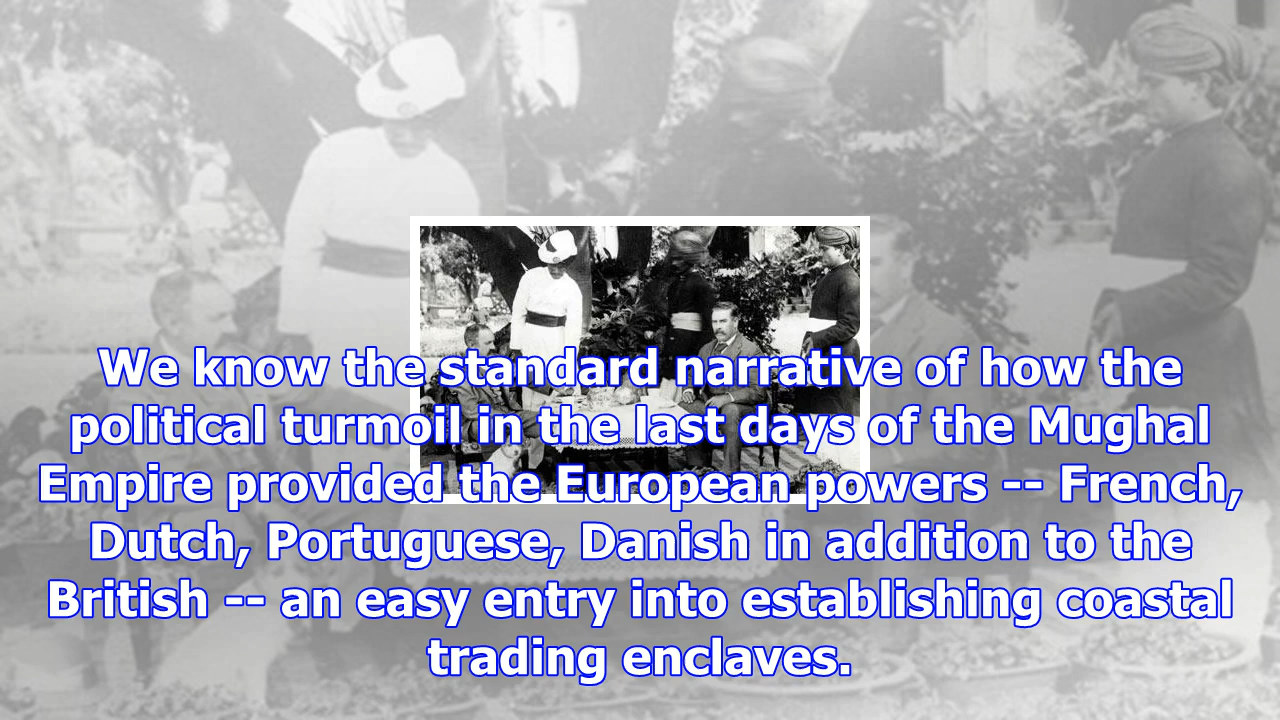 We know the standard narrative of how the
political turmoil in the last days of the Mughal
Empire provided the European powers -- French,
Dutch, Portuguese, Danish in addition to the
British -- an easy entry into establishing coastal
trading enclaves.